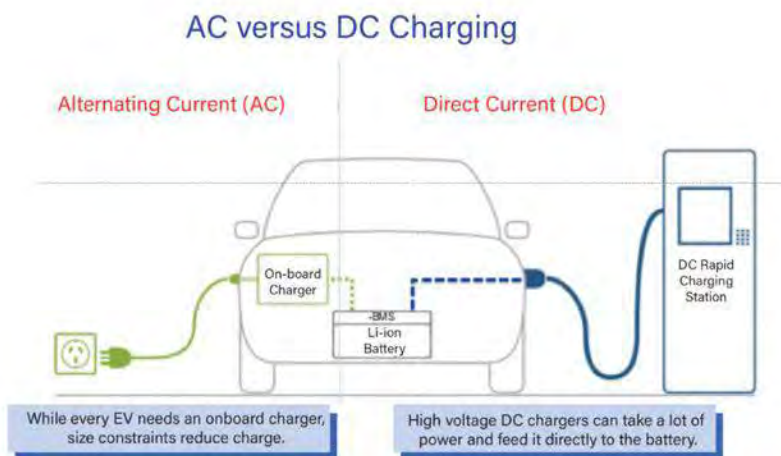 AC versus DC Charging
Alternating Current (AC)
Direct Current (DC)
On-board
Charger
-BMS
Li-ion
Battery
DC Rapid
Charging
Station
While every EV needs an onboard charger,
size constraints reduce charge.
High voltage DC chargers can take a lot of
power and feed it directly to the battery.